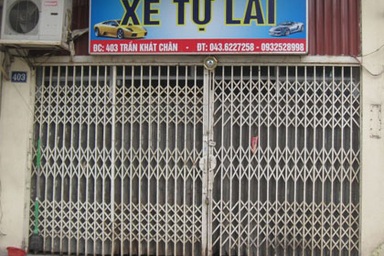 XE TỰ LÁI
ĐC: 403 TRẦN KHÁT CHÂN * ĐT: 043.6227258 - 0932528998
403